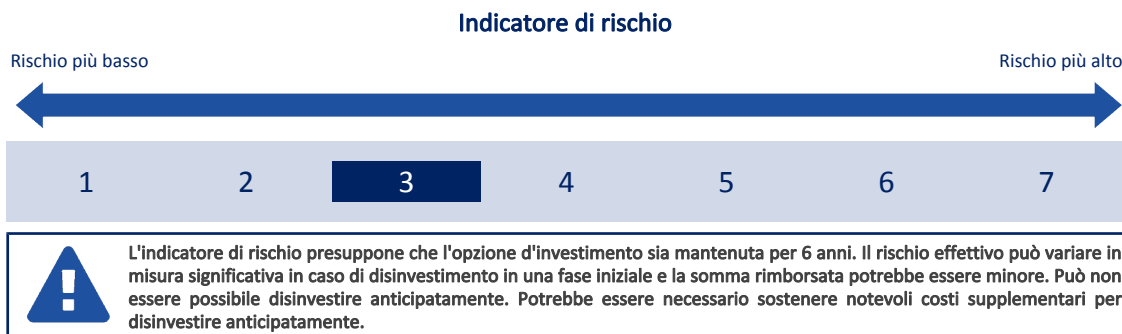 Indicatore di rischio
Rischio più basso Rischio più alto
1 2 3 4 5 6 7
L'indicatore di rischio presuppone che l'opzione d'investimento sia mantenuta per 6 anni. Il rischio effettivo può variare in
misura significativa in caso di disinvestimento in una fase iniziale e la somma rimborsata potrebbe essere minore. Può non
essere possibile disinvestire anticipatamente. Potrebbe essere necessario sostenere notevoli costi supplementari per
disinvestire anticipatamente.